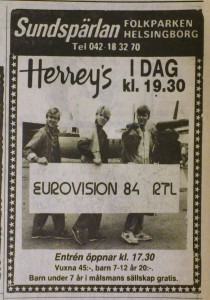 Sundspärlan FOLKPARKEN HELSINGBORG
Tel 042-18 32 70
Herrey's I DAG
kl. 19.30
EUROVISION 84 RTL
Entrén öppnar kl. 17.30
Vuxna 45:-, barn 7-12 år 20:-.
Barn under 7 år i målsmans sällskap gratis.